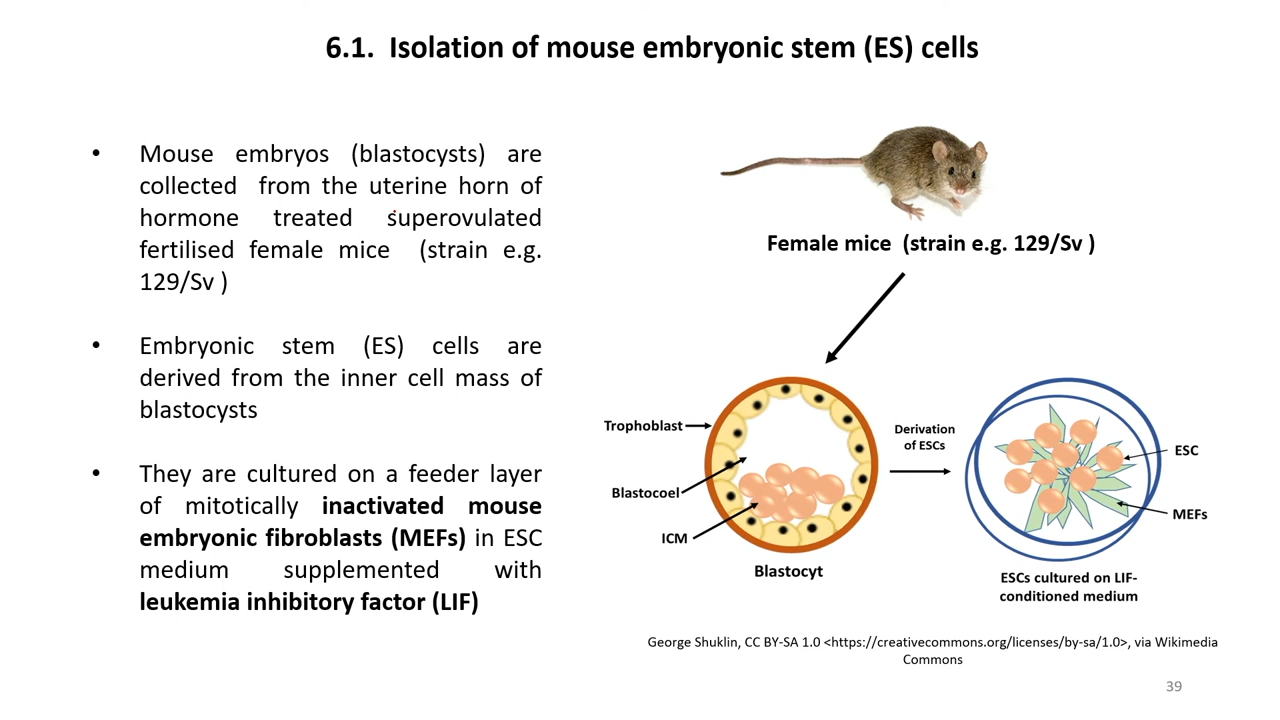 6.1. Isolation of mouse embryonic stem (ES) cells
• Mouse embryos (blastocysts) are
collected from the uterine horn of
hormone treated superovulated
fertilised female mice (strain e.g.
129/Sv )
• Embryonic stem (ES) cells are
derived from the inner cell mass of
blastocysts
• They are cultured on a feeder layer
of mitotically inactivated mouse
embryonic fibroblasts (MEFs) in ESC
medium supplemented with
leukemia inhibitory factor (LIF)
Female mice (strain e.g. 129/Sv )
Trophoblast
Blastocoel
ICM
Blastocyt
Derivation
of ESCs
ESC
MEFs
ESCs cultured on LIF-
conditioned medium
George Shuklin, CC BY-SA 1.0 <https://creativecommons.org/licenses/by-sa/1.0>, via Wikimedia
Commons
39